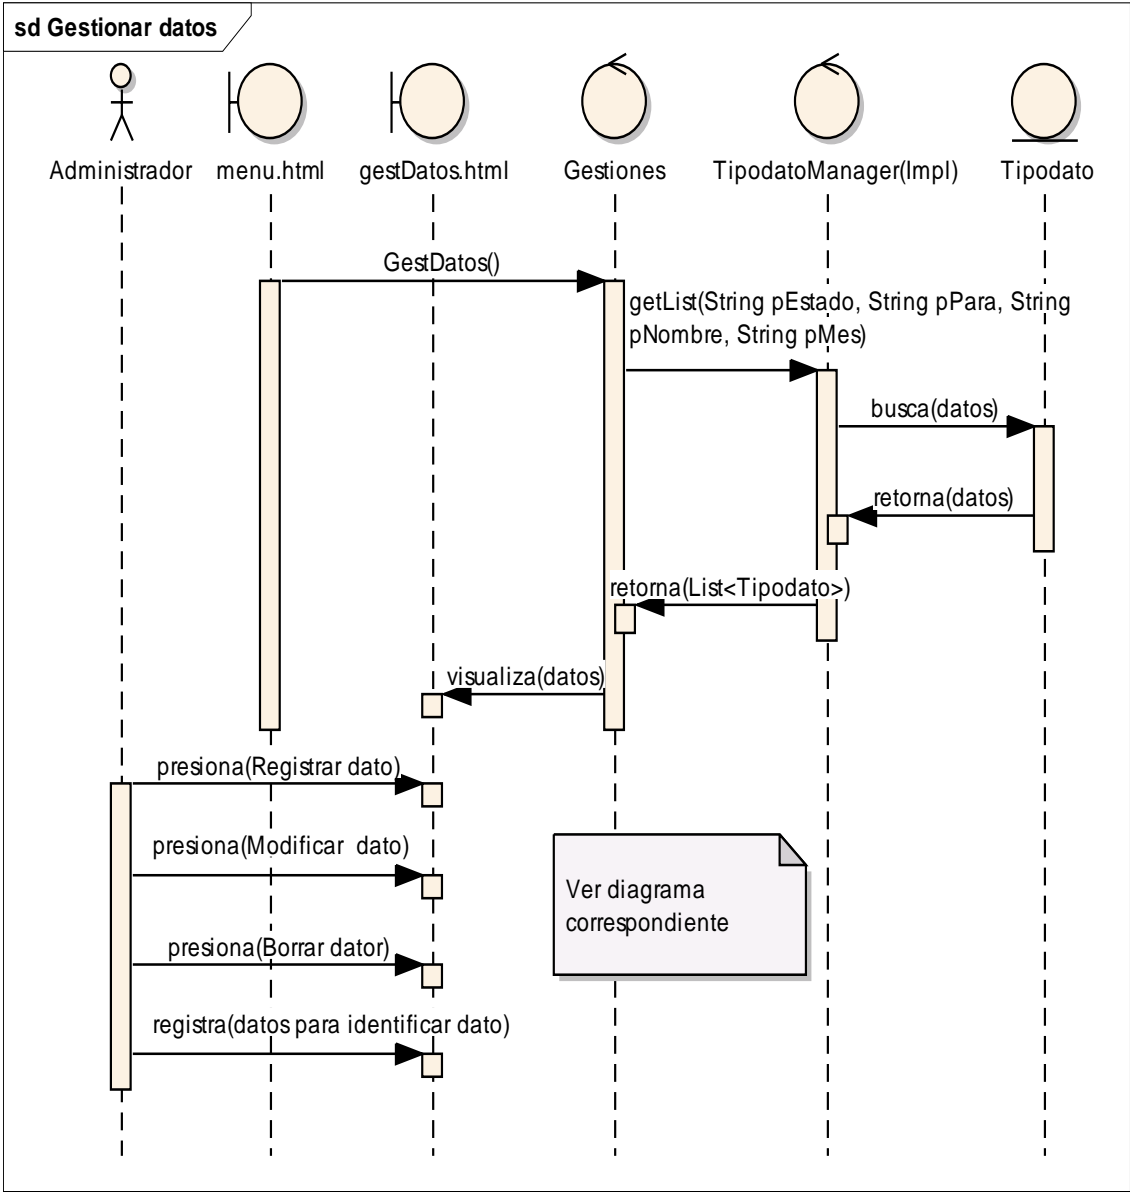 sd Gestionar datos
Administrador
menu.html
gestDatos.html
Gestiones
TipodatoManager(Impl)
Tipodato
GestDatos()
getList(String pEstado, String pPara, String
pNombre, String pMes)
busca(datos)
retorna(datos)
retorna(List<Tipodato>)
visualiza(datos)
presiona(Registrar dato)
presiona(Modificar  dato)
Ver diagrama
correspondiente
presiona(Borrar dator)
registra(datos para identificar dato)